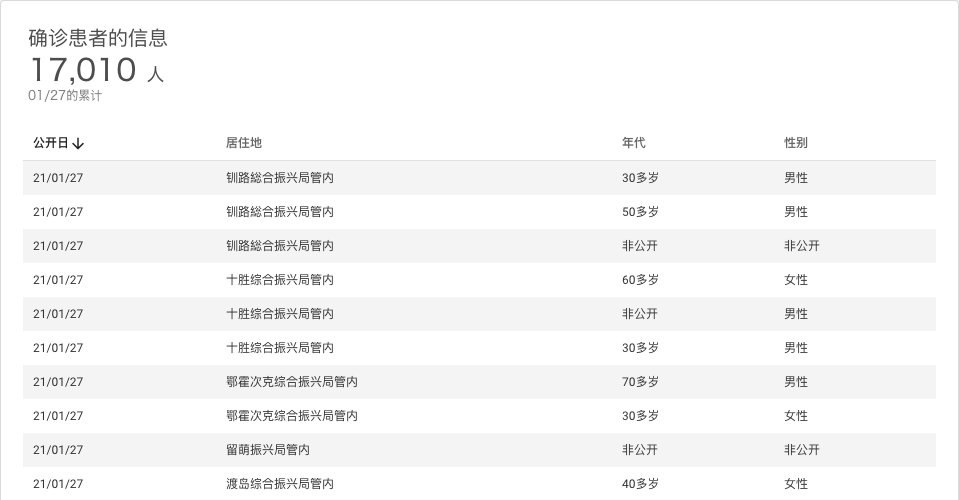 确诊患者的信息
17,010 人
01/27的累计
公开日↓ 居住地 年代 性别
21/01/27 钏路総合振兴局管内 30多岁 男性
21/01/27 钏路総合振兴局管内 50多岁 男性
21/01/27 钏路総合振兴局管内 非公开 非公开
21/01/27 十胜综合振兴局管内 60多岁 女性
21/01/27 十胜综合振兴局管内 非公开 男性
21/01/27 十胜综合振兴局管内 30多岁 男性
21/01/27 鄂霍次克综合振兴局管内 70多岁 男性
21/01/27 鄂霍次克综合振兴局管内 30多岁 女性
21/01/27 留萌振兴局管内 非公开 非公开
21/01/27 渡岛综合振兴局管内 40多岁 女性